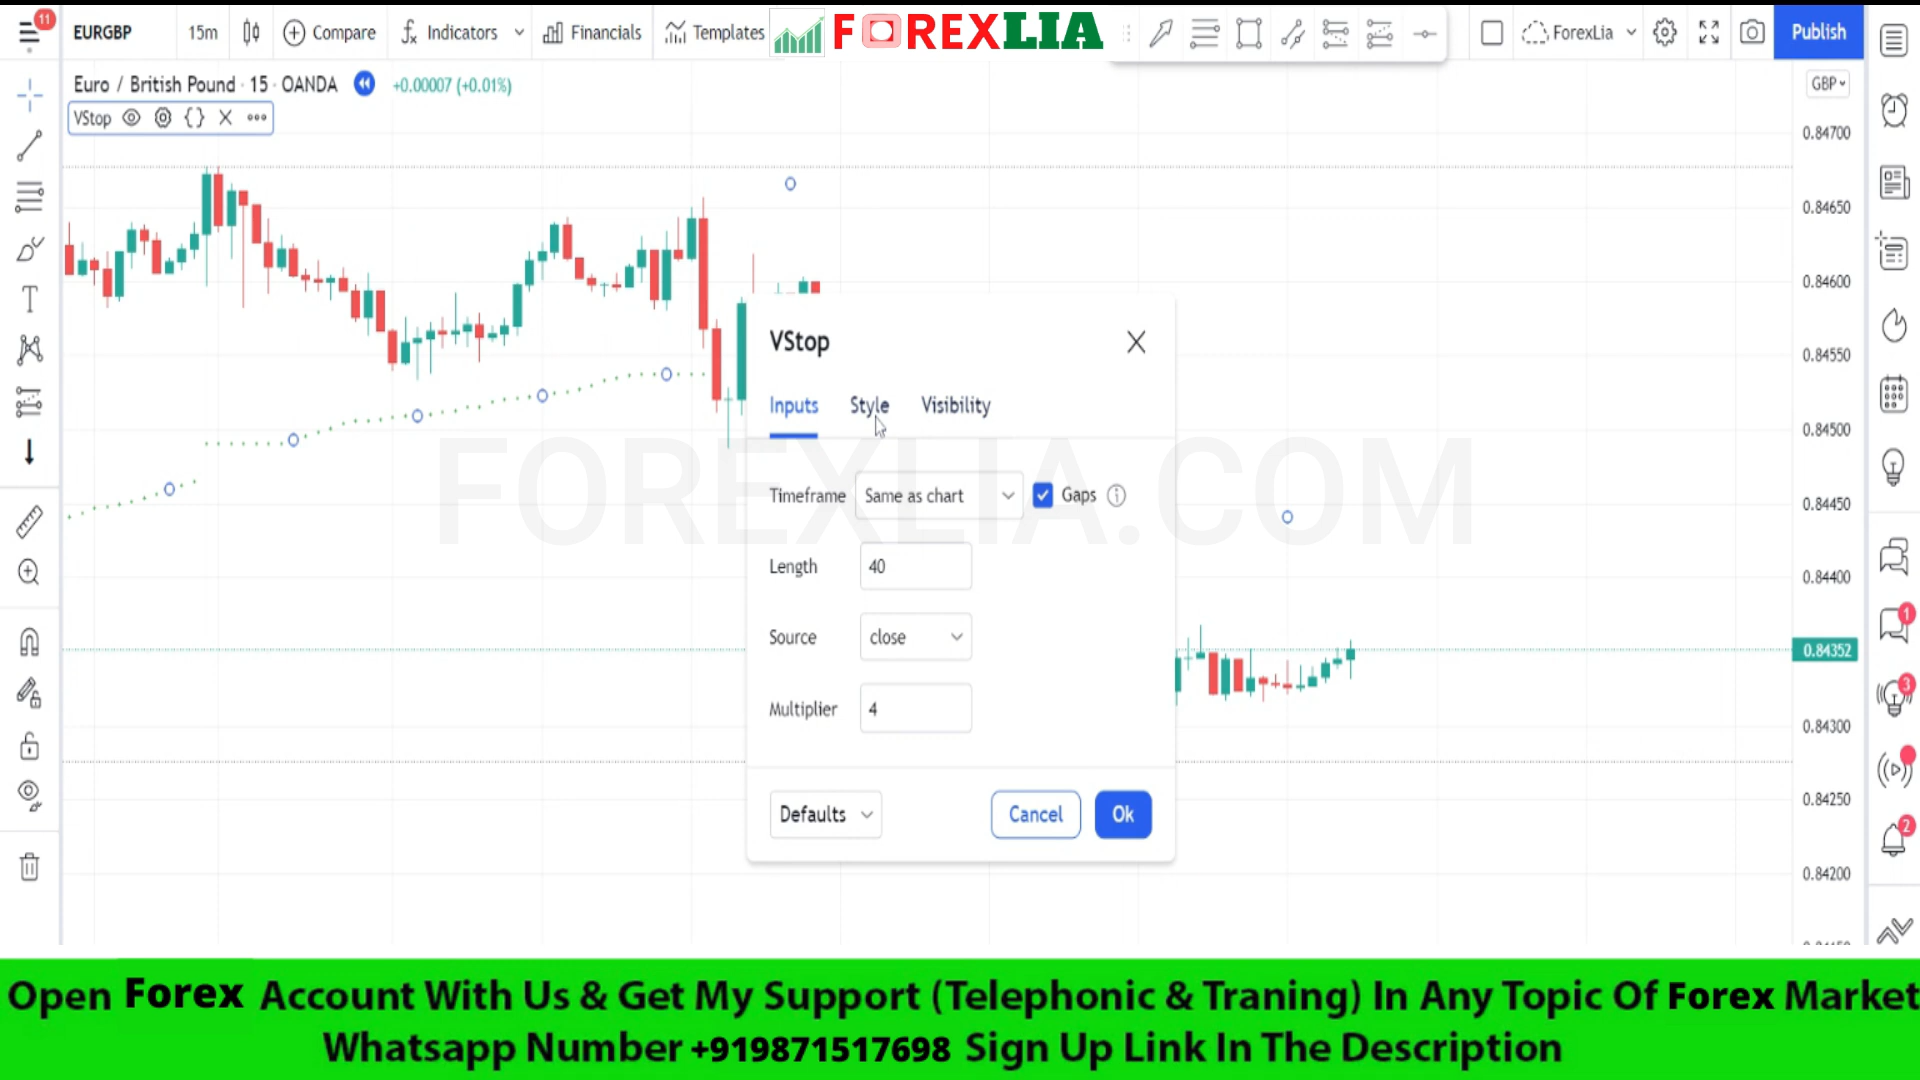 11
EURGBP 15m Compare Indicators Financials Templates FOREXLIA ForexLia Publish
Euro / British Pound · 15 · OANDA +0.00007 (+0.01%) GBP
VStop
0.84700
0.84650
0.84600
0.84550
0.84500
0.84450
0.84400
0.84352
0.84300
0.84250
0.84200
VStop
Inputs Style Visibility
FOREXLIA.COM
Timeframe Same as chart Gaps
Length 40
Source close
Multiplier 4
Defaults Cancel Ok
1
3
2
Open Forex Account With Us & Get My Support (Telephonic & Traning) In Any Topic Of Forex Market
Whatsapp Number +919871517698 Sign Up Link In The Description